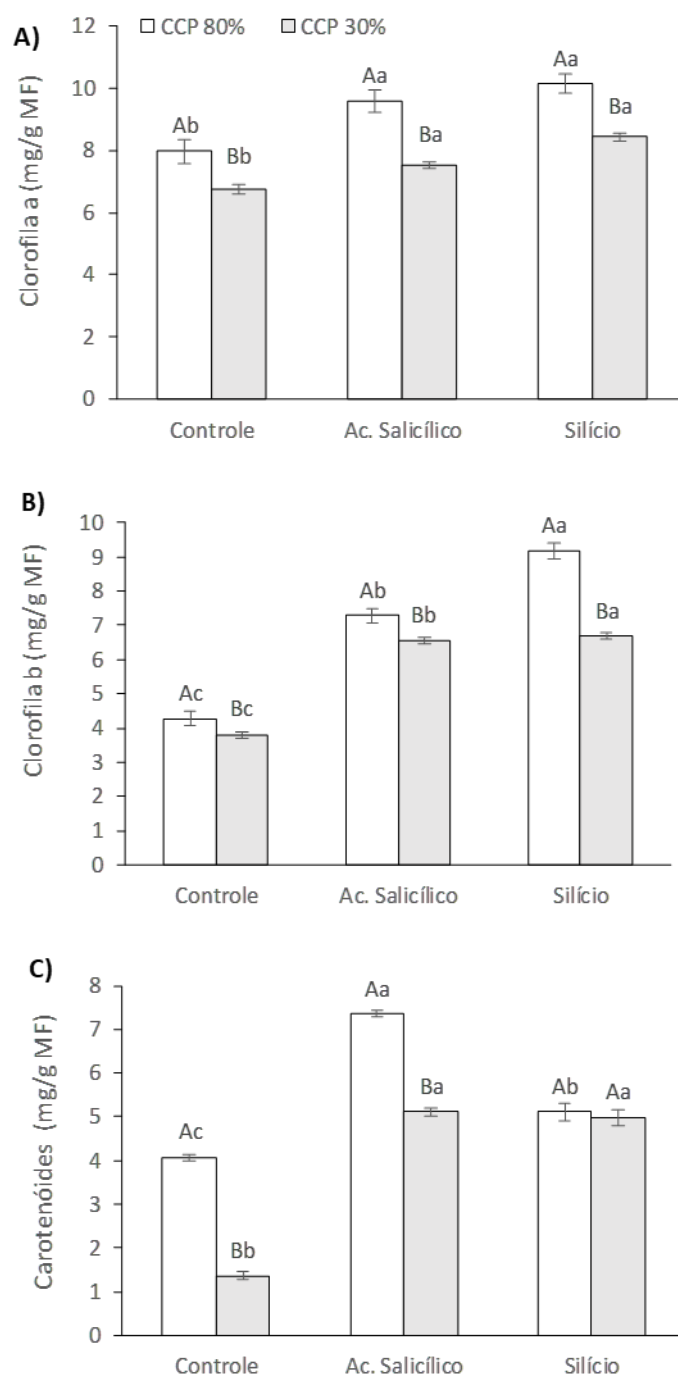 A)
CCP 80% CCP 30%
Clorofila a (mg/g MF)
12
10
8
6
4
2
0
Ab Bb Aa Ba Aa Ba
Controle Ac. Salicílico Silício
B)
Clorofila b (mg/g MF)
10
9
8
7
6
5
4
3
2
1
0
Ac Bc Ab Bb Aa Ba
Controle Ac. Salicílico Silício
C)
Carotenóides (mg/g MF)
8
7
6
5
4
3
2
1
0
Ac Bb Aa Ba Ab Aa
Controle Ac. Salicílico Silício